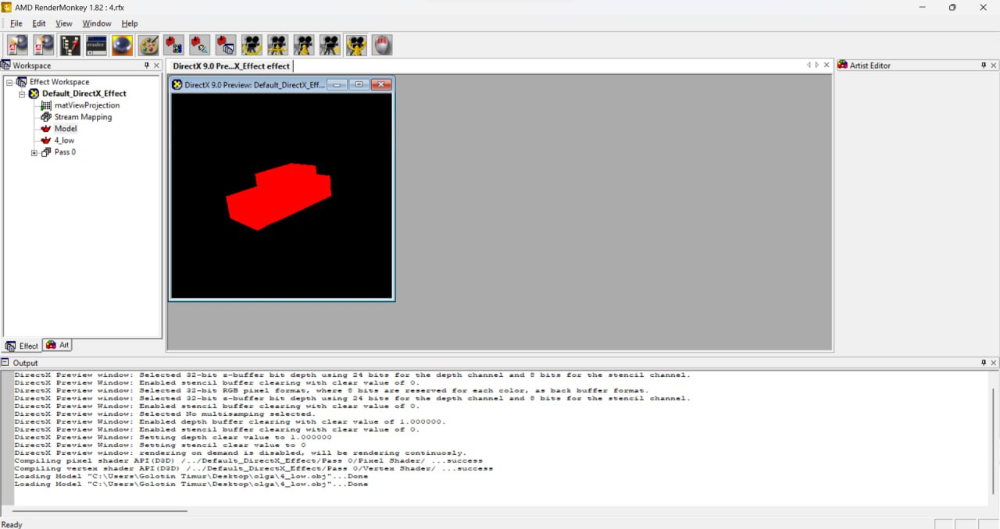 AMD RenderMonkey 1.82 : 4.rfx
File Edit View Window Help
Workspace
DirectX 9.0 Pre...X_Effect effect
Artist Editor
Effect Workspace
Default_DirectX_Effect
matViewProjection
Stream Mapping
Model
4_low
Pass 0
DirectX 9.0 Preview: Default_DirectX_Eff...
Effect Art
Output
DirectX Preview window: Selected 32-bit z-buffer bit depth using 24 bits for the depth channel and 8 bits for the stencil channel.
DirectX Preview Window: Enabled stencil buffer clearing with clear value of 0.
DirectX Preview window: Selected 32-bit RGB pixel format, where 8 bits are reserved for each color, as back buffer format.
DirectX Preview window: Selected 32-bit z-buffer bit depth using 24 bits for the depth channel and 8 bits for the stencil channel.
DirectX Preview Window: Enabled stencil buffer clearing with clear value of 0.
DirectX Preview Window: Selected No multisamping selected.
DirectX Preview Window: Enabled depth buffer clearing with clear value of 1.000000.
DirectX Preview Window: Enabled stencil buffer clearing with clear value of 0.
DirectX Preview Window: Setting depth clear value to 1.000000
DirectX Preview Window: Setting stencil clear value to 0
DirectX Preview window: rendering on demand is disabled, will be rendering continuosly.
Compiling pixel shader API(D3D) /../Default_DirectX_Effect/Pass 0/Pixel Shader/ ...success
Compiling vertex shader API(D3D) /../Default_DirectX_Effect/Pass 0/Vertex Shader/ ...success
Loading Model "C:\Users\Golotin Timur\Desktop\olga\4_low.obj"...Done
Loading Model "C:\Users\Golotin Timur\Desktop\olga\4_low.obj"...Done
Ready